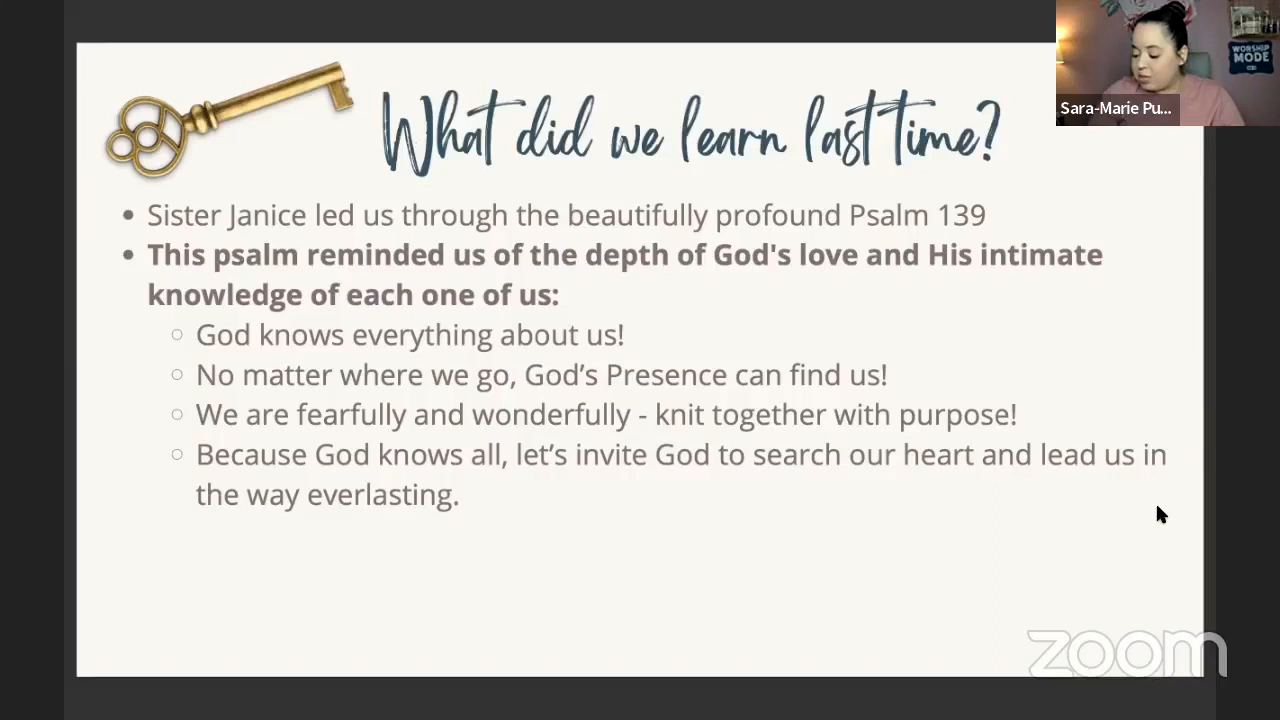 WORSHIP
MODE
Sara-Marie Pu...
What did we learn last time?
• Sister Janice led us through the beautifully profound Psalm 139
• This psalm reminded us of the depth of God's love and His intimate
knowledge of each one of us:
○ God knows everything about us!
○ No matter where we go, God’s Presence can find us!
○ We are fearfully and wonderfully - knit together with purpose!
○ Because God knows all, let’s invite God to search our heart and lead us in
the way everlasting.
zoom